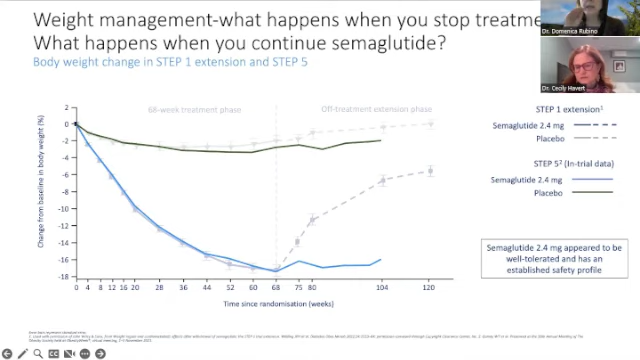 Weight management-what happens when you stop treatme
What happens when you continue semaglutide?
Body weight change in STEP 1 extension and STEP 5
Dr. Domenica Rubino
Dr. Cecily Havert
68-week treatment phase
Off-treatment extension phase
Change from baseline in body weight (%)
2
0
-2
-4
-6
-8
-10
-12
-14
-16
-18
0 4 8 12 16 20 28 36 44 52 60 68 75 80 104 120
Time since randomisation (weeks)
STEP 1 extension¹
Semaglutide 2.4 mg
Placebo
STEP 5² (In-trial data)
Semaglutide 2.4 mg
Placebo
Semaglutide 2.4 mg appeared to be
well-tolerated and has an
established safety profile